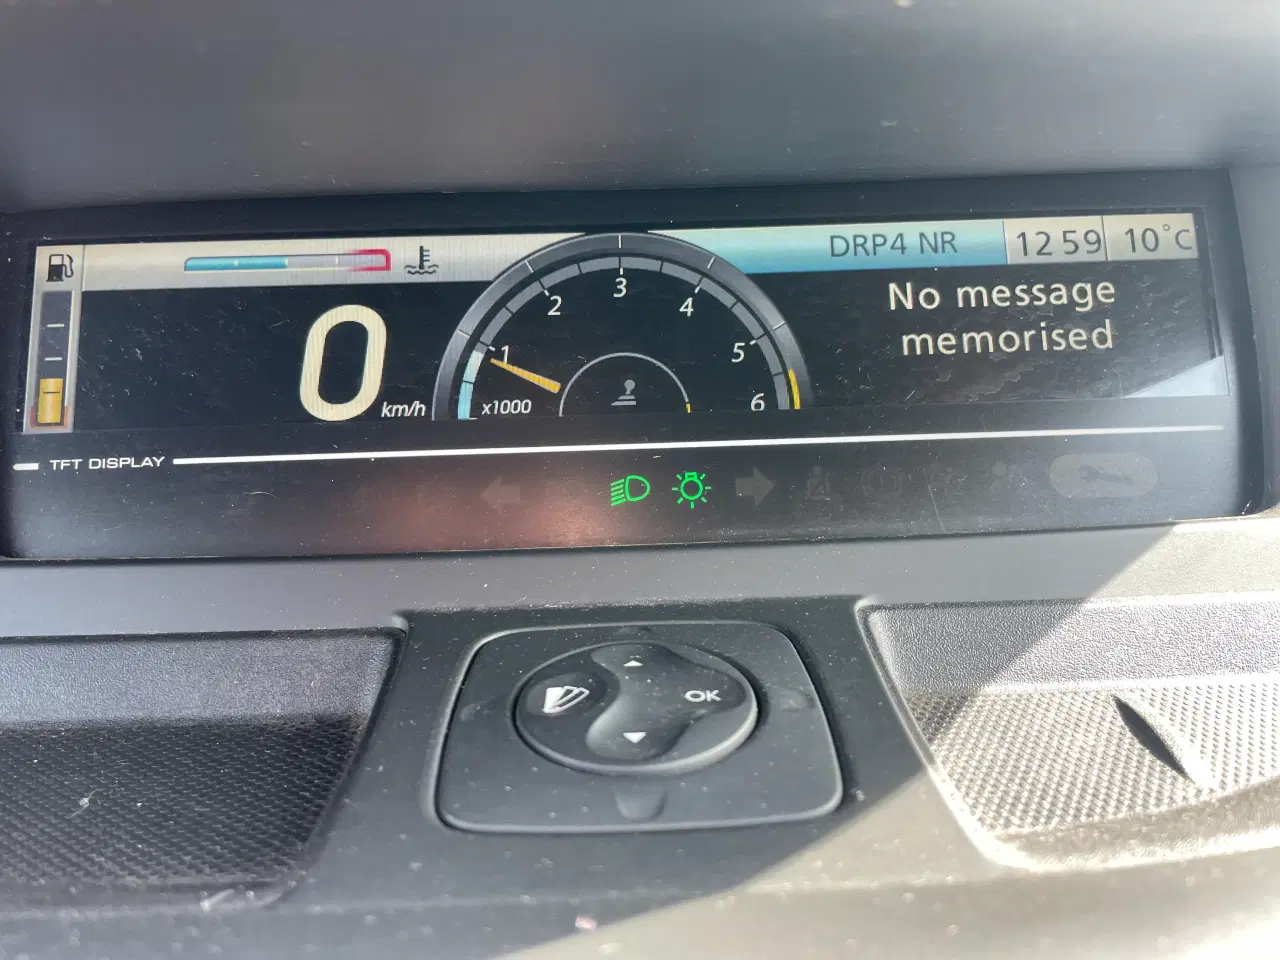 DRP4 NR 12 59 10°C
No message
memorised
0 km/h
1 2 3 4 5 6
x1000
TFT DISPLAY
OK